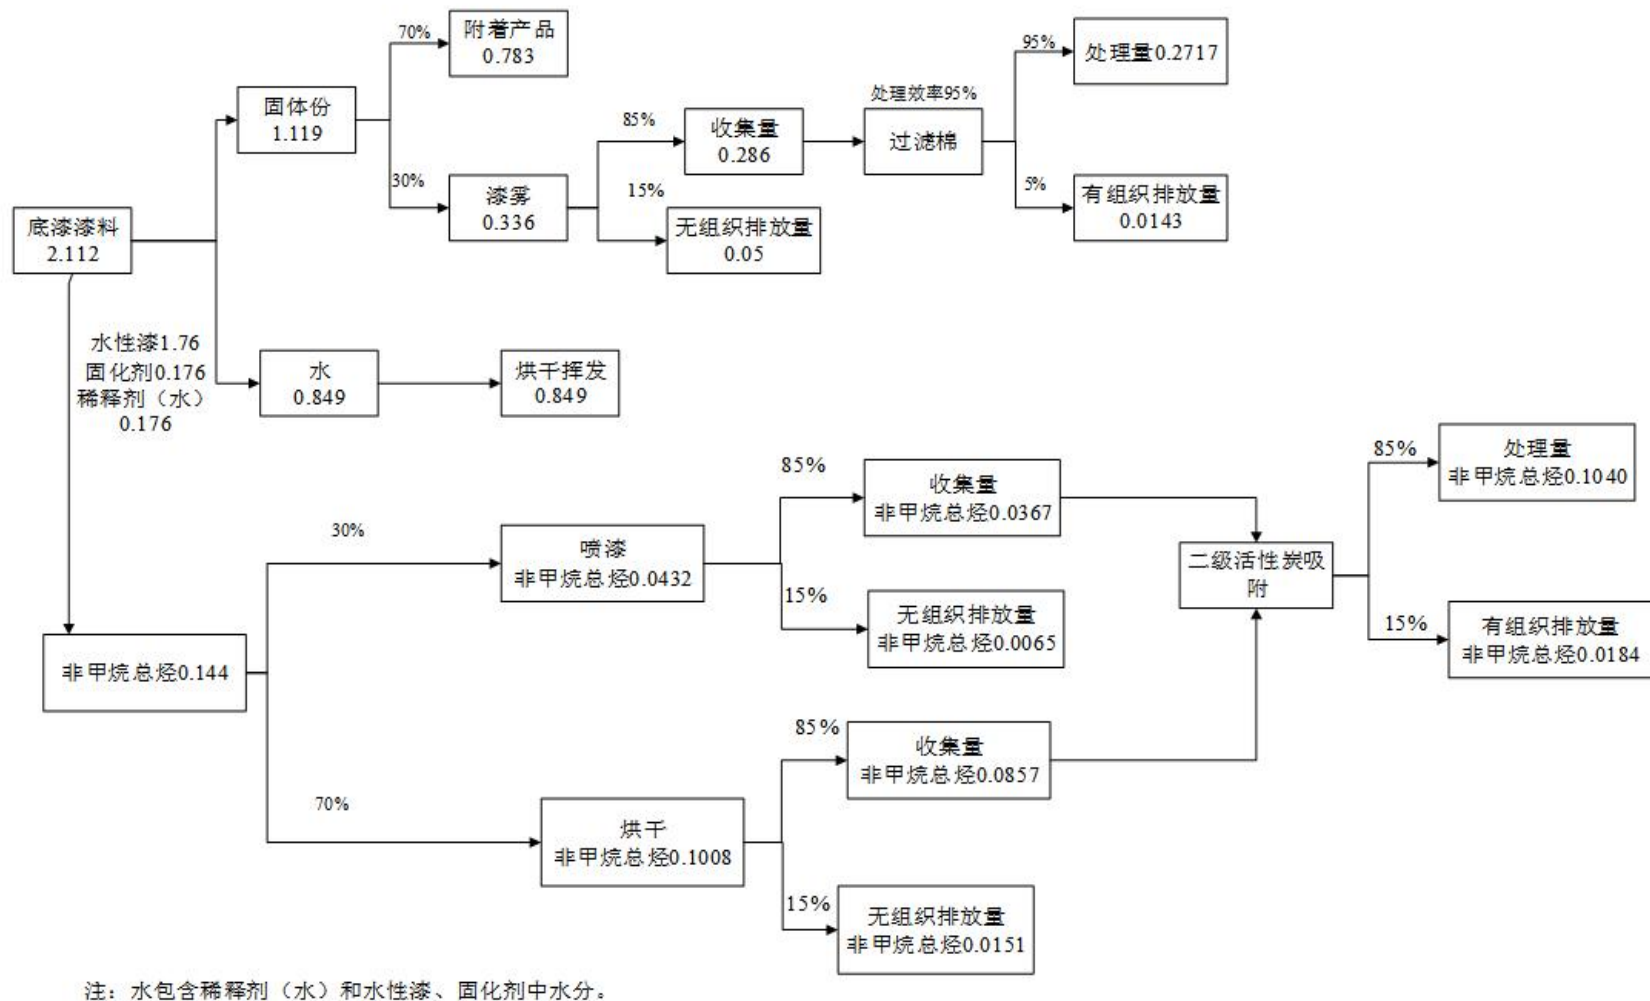 70%
附着产品
0.783
95%
处理量0.2717
固体份
1.119
处理效率95%
85%
收集量
0.286
过滤棉
30%
漆雾
0.336
15%
无组织排放量
0.05
5%
有组织排放量
0.0143
底漆漆料
2.112
水性漆1.76
固化剂0.176
稀释剂（水）
0.176
水
0.849
烘干挥发
0.849
85%
收集量
非甲烷总烃0.0367
85%
处理量
非甲烷总烃0.1040
30%
喷漆
非甲烷总烃0.0432
二级活性炭吸
附
15%
无组织排放量
非甲烷总烃0.0065
15%
有组织排放量
非甲烷总烃0.0184
非甲烷总烃0.144
85%
收集量
非甲烷总烃0.0857
70%
烘干
非甲烷总烃0.1008
15%
无组织排放量
非甲烷总烃0.0151
注：水包含稀释剂（水）和水性漆、固化剂中水分。